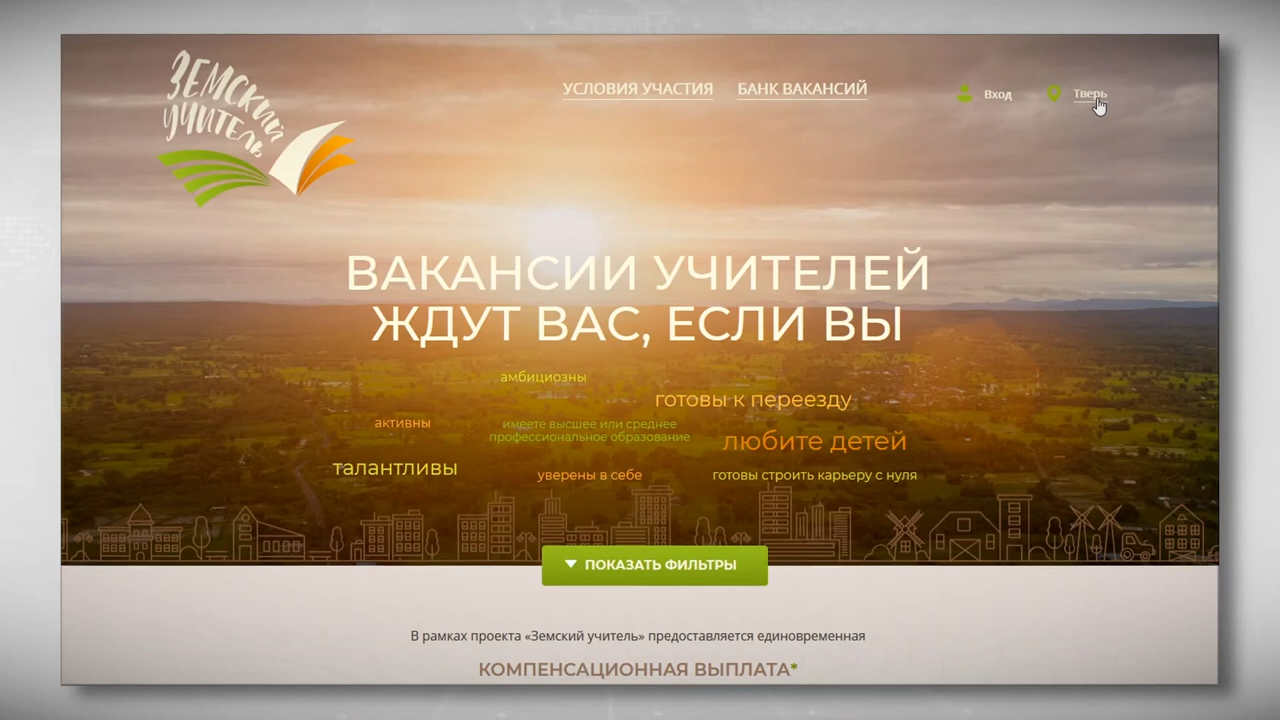 ЗЕМСКИЙ
УЧИТЕЛЬ
УСЛОВИЯ УЧАСТИЯ
БАНК ВАКАНСИЙ
Вход
Тверь
ВАКАНСИИ УЧИТЕЛЕЙ
ЖДУТ ВАС, ЕСЛИ ВЫ
амбициозны
готовы к переезду
активны
имеете высшее или среднее
профессиональное образование
любите детей
талантливы
уверены в себе
готовы строить карьеру с нуля
ПОКАЗАТЬ ФИЛЬТРЫ
В рамках проекта «Земский учитель» предоставляется единовременная
КОМПЕНСАЦИОННАЯ ВЫПЛАТА*